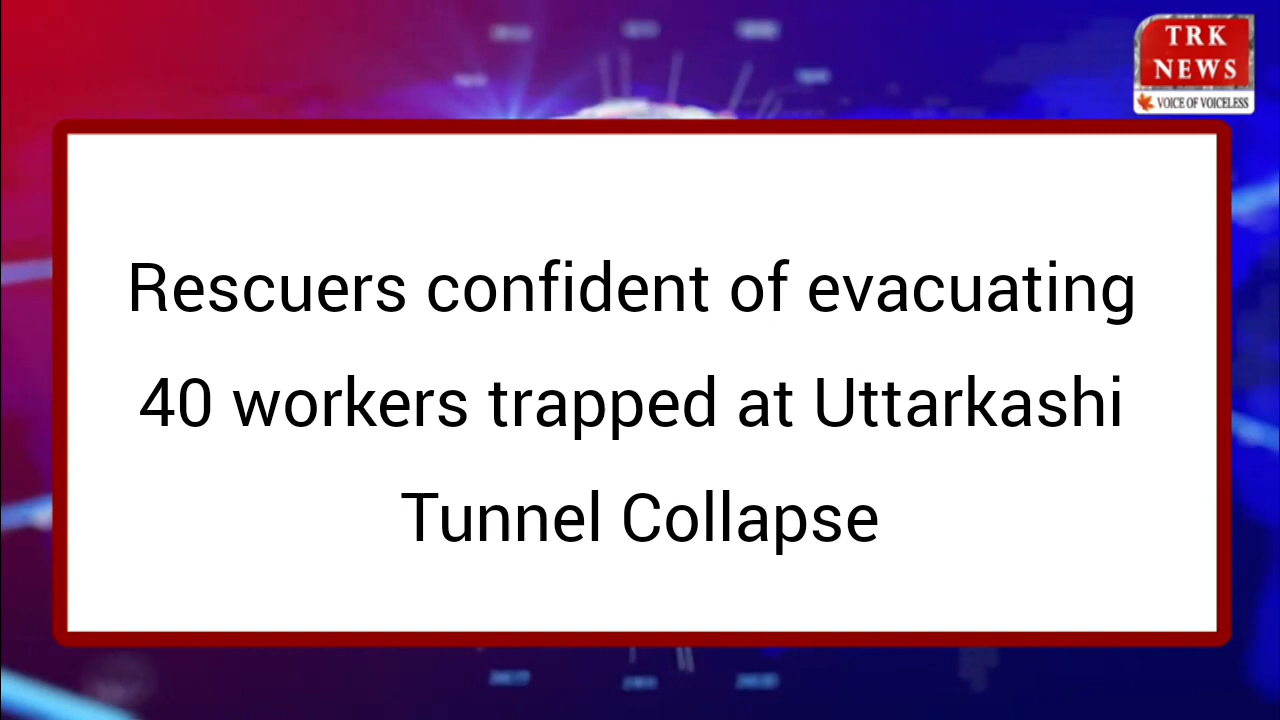 TRK
NEWS
VOICE OF VOICELESS
Rescuers confident of evacuating
40 workers trapped at Uttarkashi
Tunnel Collapse